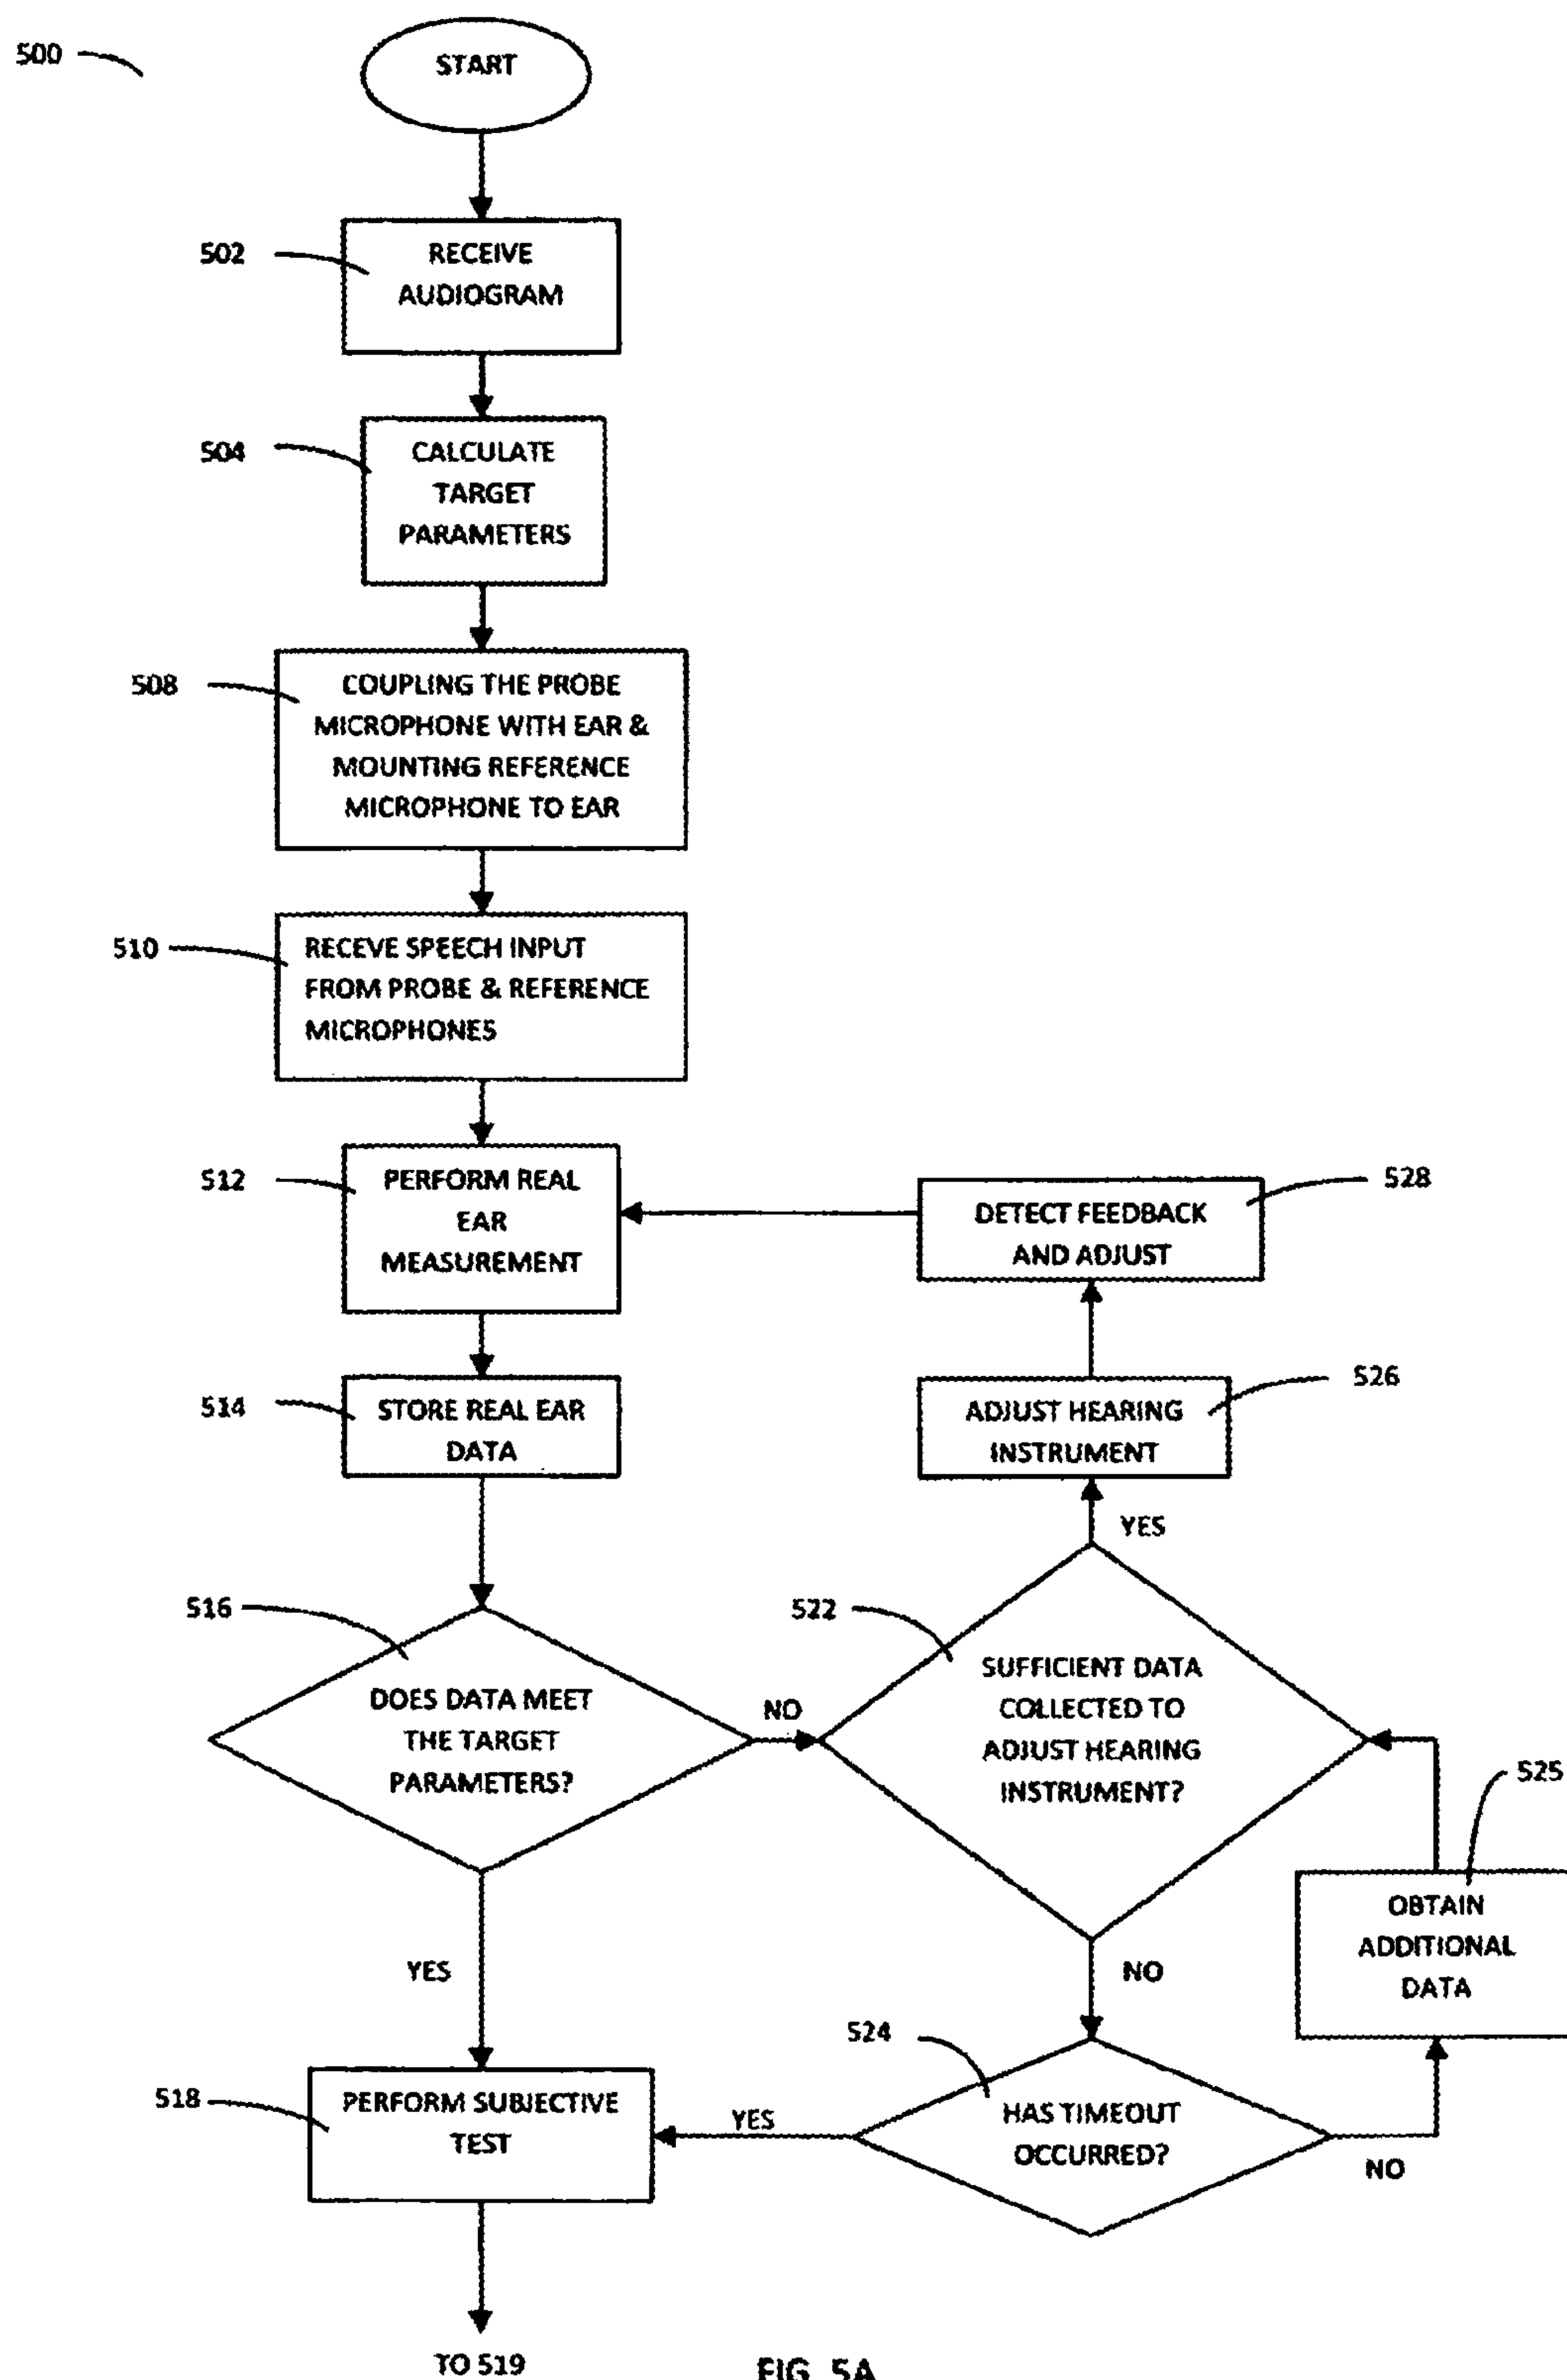 500
START
502
RECEIVE
AUDIOGRAM
504
CALCULATE
TARGET
PARAMETERS
508
COUPLING THE PROBE
MICROPHONE WITH EAR &
MOUNTING REFERENCE
MICROPHONE TO EAR
510
RECEVE SPEECH INPUT
FROM PROBE & REFERENCE
MICROPHONES
512
PERFORM REAL
EAR
MEASUREMENT
528
DETECT FEEDBACK
AND ADJUST
514
STORE REAL EAR
DATA
526
ADJUST HEARING
INSTRUMENT
YES
516
DOES DATA MEET
THE TARGET
PARAMETERS?
NO
522
SUFFICIENT DATA
COLLECTED TO
ADJUST HEARING
INSTRUMENT?
525
OBTAIN
ADDITIONAL
DATA
YES
NO
524
HAS TIMEOUT
OCCURRED?
YES
NO
518
PERFORM SUBJECTIVE
TEST
TO 519
FIG. 5A